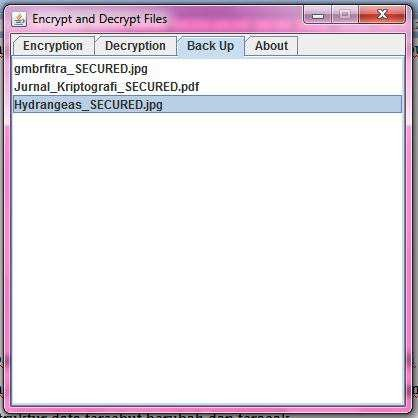 Encrypt and Decrypt Files
Encryption Decryption Back Up About
gmbrfitra_SECURED.jpg
Jurnal_Kriptografi_SECURED.pdf
Hydrangeas_SECURED.jpg